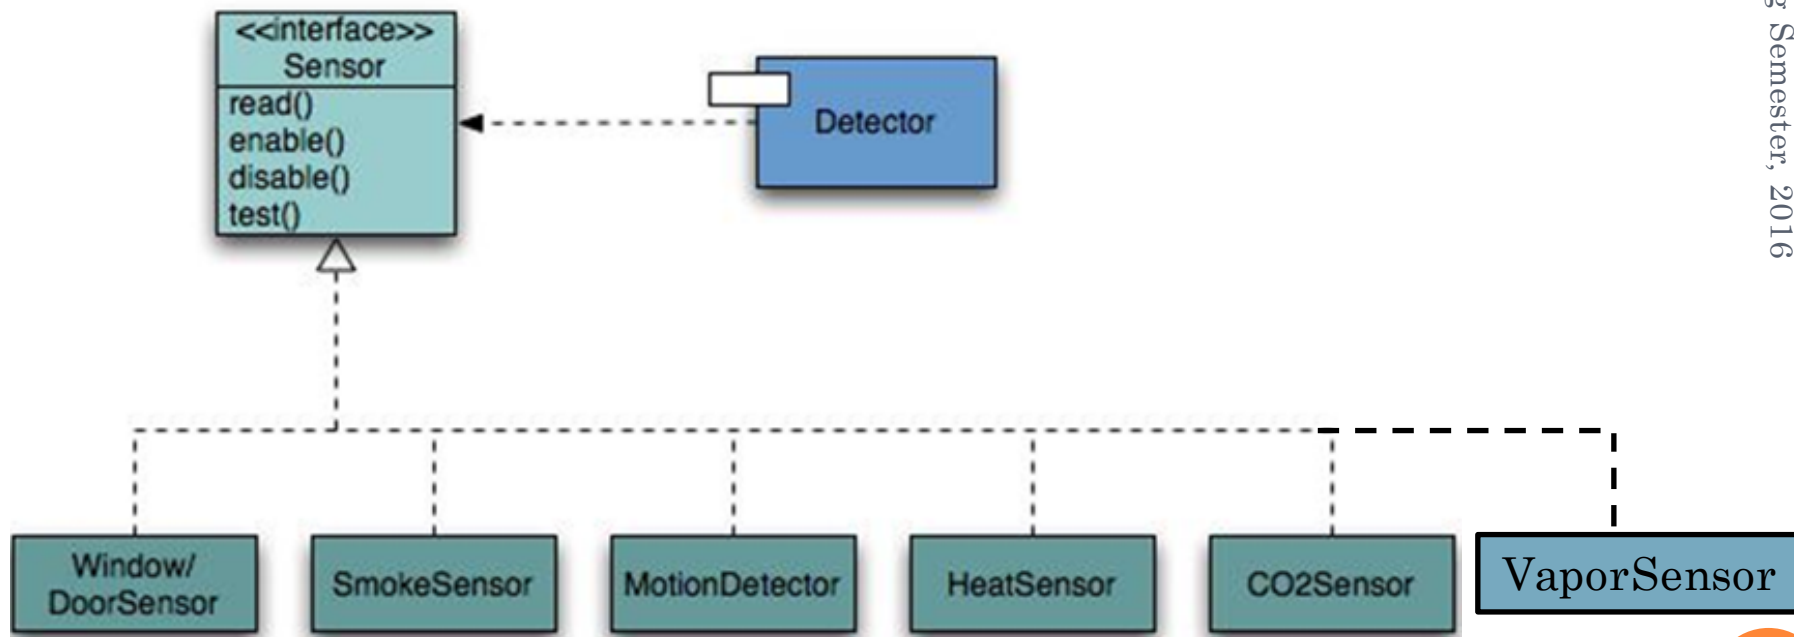 <<interface>>
Sensor
read()
enable()
disable()
test()
Detector
Window/
DoorSensor
SmokeSensor
MotionDetector
HeatSensor
CO2Sensor
VaporSensor
Semester, 2016